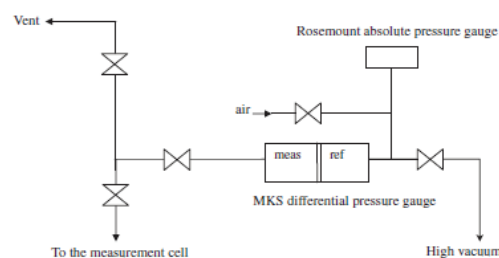 Vent
Rosemount absolute pressure gauge
air
meas ref
MKS differential pressure gauge
To the measurement cell
High vacuum